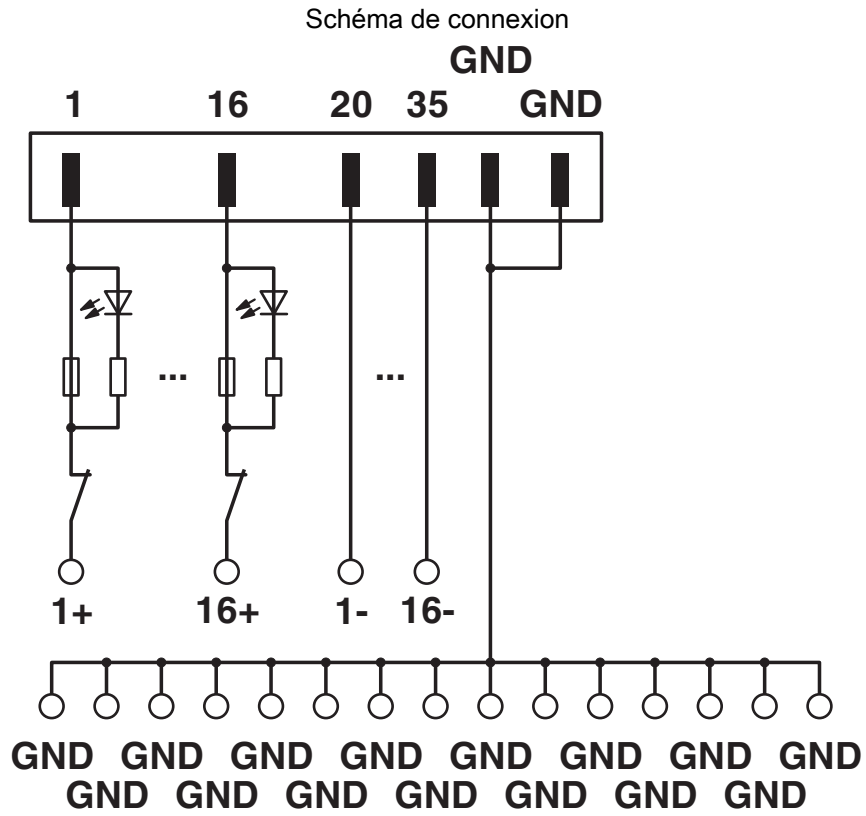 Schéma de connexion
GND
1 16 20 35 GND
... ...
1+ 16+ 1- 16-
GND GND GND GND GND GND GND GND
GND GND GND GND GND GND GND